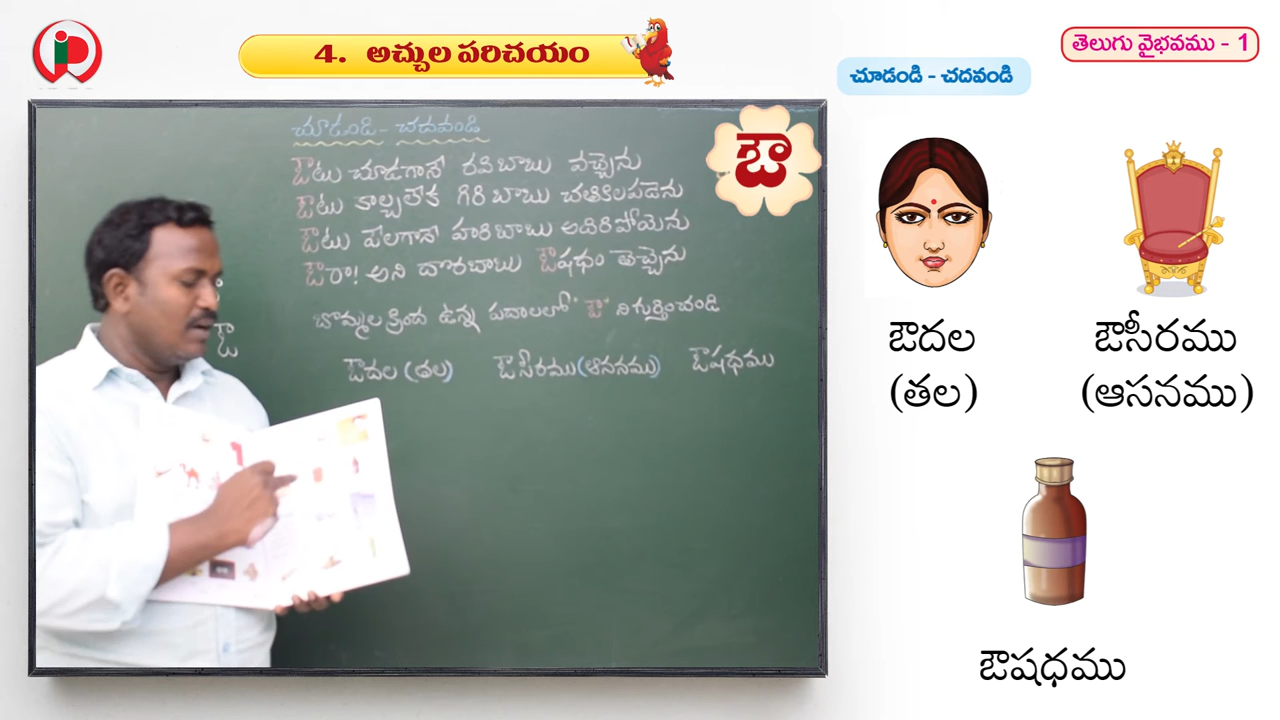 4. అచ్చుల పరిచయం
తెలుగు వైభవము - 1
చూడండి - చదవండి
చూడండి - చదవండి
ఔటు చూడగానే రవిబాబు వచ్చెను
ఔటు కాల్చలేక గిరి బాబు చతికిలపడెను
ఔటు పేలగానే హరిబాబు అదిరిపోయెను
ఔరా! అని దొరబాబు ఔషధం తెచ్చెను
బొమ్మల క్రింద ఉన్న పదాలలో "ఔ" ని గుర్తించండి
ఔదల (తల) ఔసీరము (ఆసనము) ఔషధము
ఔ
ఔ
ఔదల
(తల)
ఔసీరము
(ఆసనము)
ఔషధము